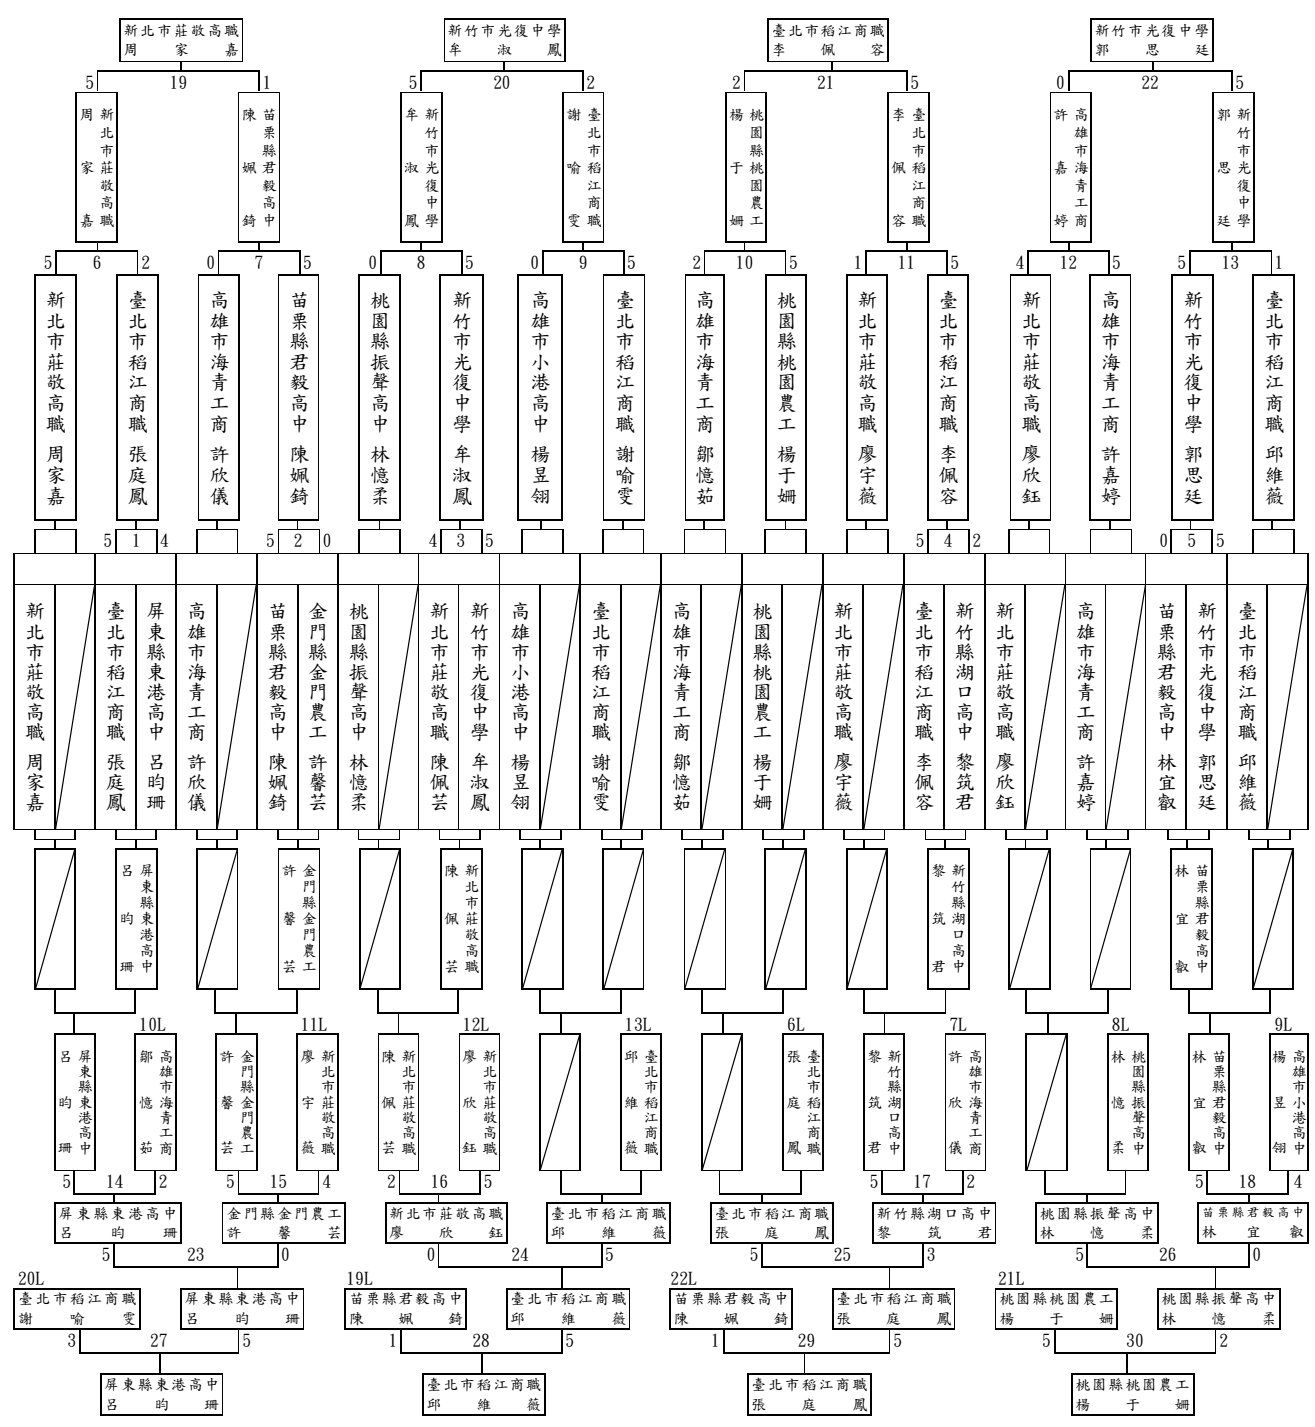 新北市莊敬高職
周家嘉
新竹市光復中學
牟淑鳳
臺北市稻江商職
李佩容
新竹市光復中學
郭思廷
5 19 1
5 20 2
2 21 5
0 22 5
新北市莊敬高職
周家嘉
苗栗縣君毅高中
陳姵錡
新竹市光復中學
牟淑鳳
臺北市稻江商職
謝喻雯
桃園縣桃園農工
楊于姍
臺北市稻江商職
李佩容
高雄市海青工商
許嘉婷
新竹市光復中學
郭思廷
5 6 2
0 7 5
0 8 5
0 9 5
2 10 5
1 11 5
4 12 5
5 13 1
新北市莊敬高職 周家嘉
臺北市稻江商職 張庭鳳
高雄市海青工商 許欣儀
苗栗縣君毅高中 陳姵錡
桃園縣振聲高中 林憶柔
新竹市光復中學 牟淑鳳
高雄市小港高中 楊昱翎
臺北市稻江商職 謝喻雯
高雄市海青工商 鄒憶茹
桃園縣桃園農工 楊于姍
新北市莊敬高職 廖宇薇
臺北市稻江商職 李佩容
新北市莊敬高職 廖欣鈺
高雄市海青工商 許嘉婷
新竹市光復中學 郭思廷
臺北市稻江商職 邱維薇
5 1 4
5 2 0
4 3 5
5 4 2
0 5 5
新北市莊敬高職 周家嘉
臺北市稻江商職 張庭鳳
屏東縣東港高中 呂昀珊
高雄市海青工商 許欣儀
苗栗縣君毅高中 陳姵錡
金門縣金門農工 許馨芸
桃園縣振聲高中 林憶柔
新北市莊敬高職 陳佩芸
新竹市光復中學 牟淑鳳
高雄市小港高中 楊昱翎
臺北市稻江商職 謝喻雯
高雄市海青工商 鄒憶茹
桃園縣桃園農工 楊于姍
新北市莊敬高職 廖宇薇
臺北市稻江商職 李佩容
新竹縣湖口高中 黎筑君
新北市莊敬高職 廖欣鈺
高雄市海青工商 許嘉婷
苗栗縣君毅高中 林宜叡
新竹市光復中學 郭思廷
臺北市稻江商職 邱維薇
屏東縣東港高中
呂昀珊
金門縣金門農工
許馨芸
新北市莊敬高職
陳佩芸
新竹縣湖口高中
黎筑君
苗栗縣君毅高中
林宜叡
10L
11L
12L
13L
6L
7L
8L
9L
屏東縣東港高中
呂昀珊
高雄市海青工商
鄒憶茹
金門縣金門農工
許馨芸
新北市莊敬高職
廖宇薇
新北市莊敬高職
陳佩芸
新北市莊敬高職
廖欣鈺
臺北市稻江商職
邱維薇
臺北市稻江商職
張庭鳳
新竹縣湖口高中
黎筑君
高雄市海青工商
許欣儀
桃園縣振聲高中
林憶柔
苗栗縣君毅高中
林宜叡
高雄市小港高中
楊昱翎
5 14 2
5 15 4
2 16 5
5 17 2
5 18 4
屏東縣東港高中
呂昀珊
金門縣金門農工
許馨芸
新北市莊敬高職
廖欣鈺
臺北市稻江商職
邱維薇
臺北市稻江商職
張庭鳳
新竹縣湖口高中
黎筑君
桃園縣振聲高中
林憶柔
苗栗縣君毅高中
林宜叡
5 23 0
0 24 5
5 25 3
5 26 0
20L
19L
22L
21L
臺北市稻江商職
謝喻雯
屏東縣東港高中
呂昀珊
苗栗縣君毅高中
陳姵錡
臺北市稻江商職
邱維薇
苗栗縣君毅高中
陳姵錡
臺北市稻江商職
張庭鳳
桃園縣桃園農工
楊于姍
桃園縣振聲高中
林憶柔
3 27 5
1 28 5
1 29 5
5 30 2
屏東縣東港高中
呂昀珊
臺北市稻江商職
邱維薇
臺北市稻江商職
張庭鳳
桃園縣桃園農工
楊于姍